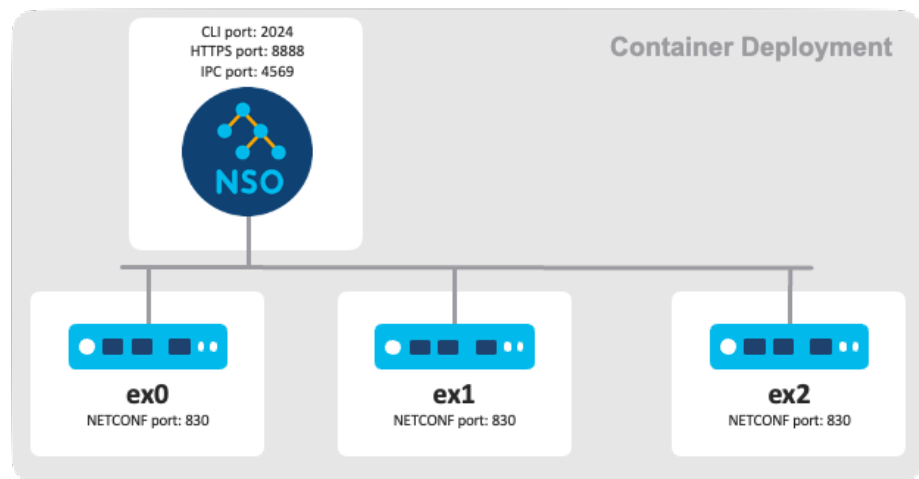 CLI port: 2024
HTTPS port: 8888
IPC port: 4569
Container Deployment
NSO
ex0
NETCONF port: 830
ex1
NETCONF port: 830
ex2
NETCONF port: 830